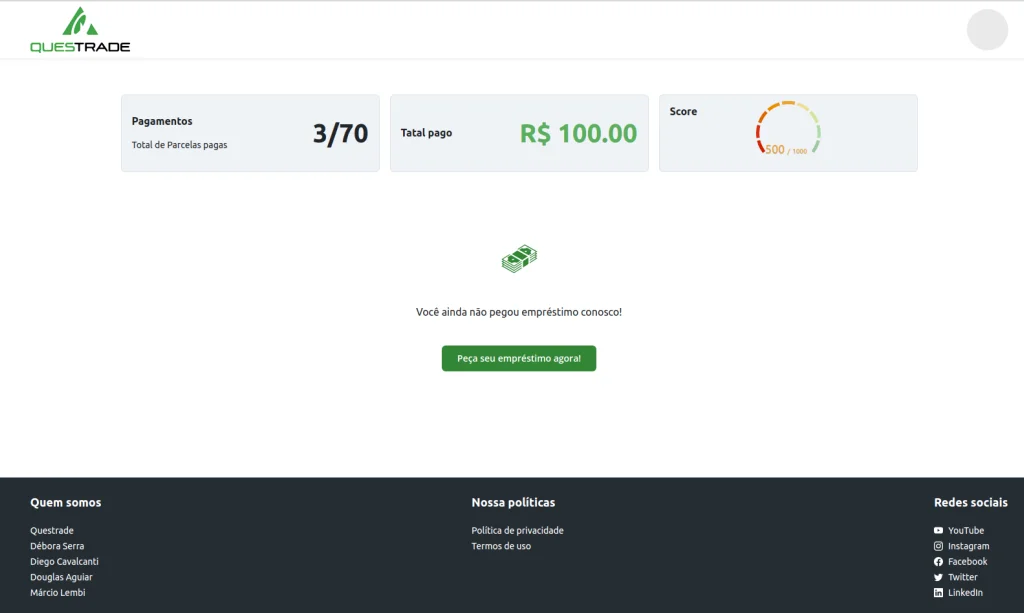 QUESTRADE
Pagamentos
Total de Parcelas pagas
3/70
Tatal pago
R$ 100.00
Score
500 / 1000
Você ainda não pegou empréstimo conosco!
Peça seu empréstimo agora!
Quem somos
Questrade
Débora Serra
Diego Cavalcanti
Douglas Aguiar
Márcio Lembi
Nossa políticas
Política de privacidade
Termos de uso
Redes sociais
YouTube
Instagram
Facebook
Twitter
LinkedIn